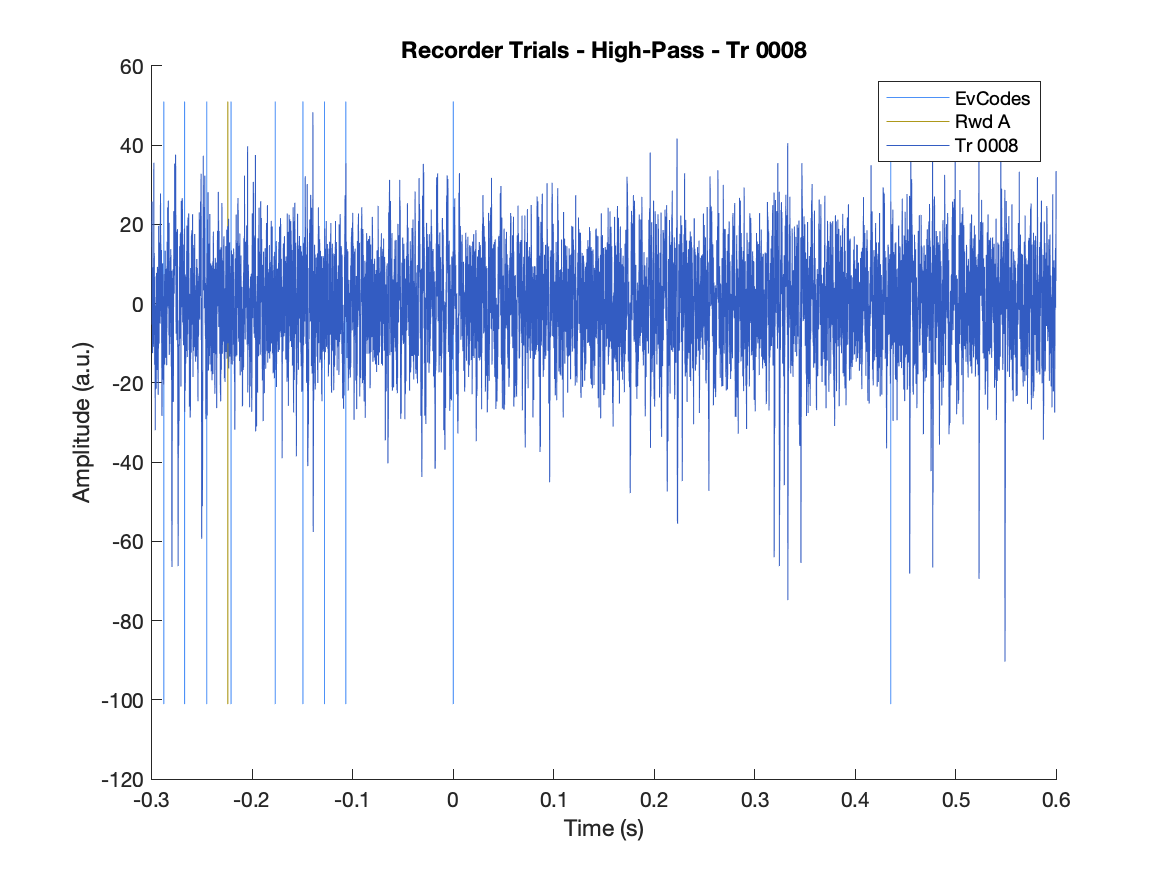 Recorder Trials - High-Pass - Tr 0008
60
40
20
0
-20
-40
-60
-80
-100
-120
Amplitude (a.u.)
EvCodes
Rwd A
Tr 0008
-0.3 -0.2 -0.1 0 0.1 0.2 0.3 0.4 0.5 0.6
Time (s)